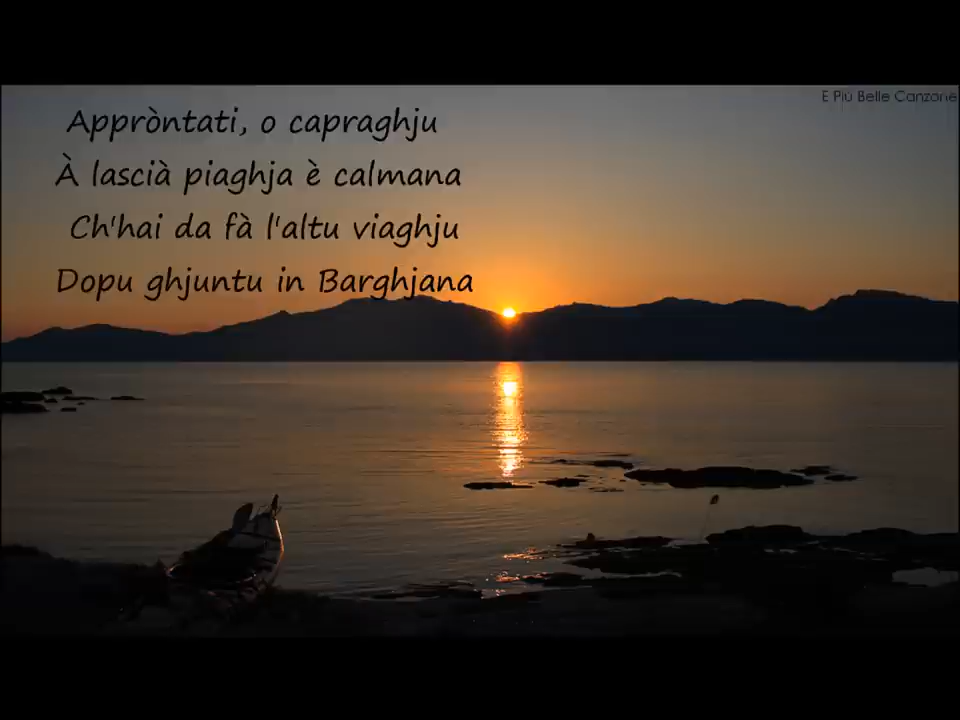 E Più Belle Canzone
Appròntati, o capraghju
À lascià piaghja è calmana
Ch'hai da fà l'altu viaghju
Dopu ghjuntu in Barghjana